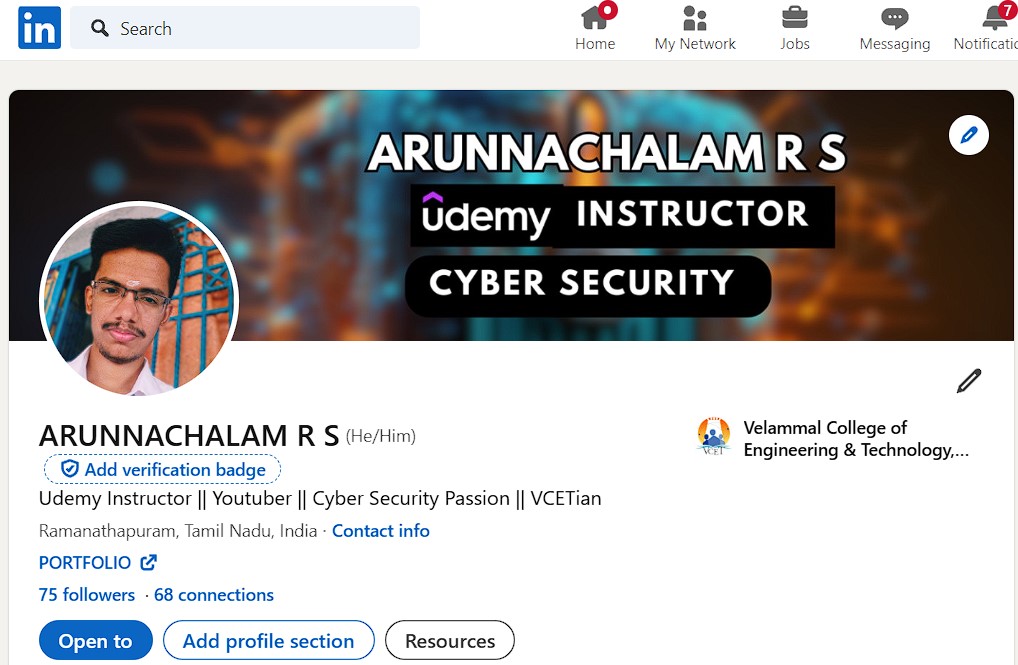 in
Search
Home
My Network
Jobs
Messaging
Notificatio
7
ARUNNACHALAM R S
udemy INSTRUCTOR
CYBER SECURITY
ARUNNACHALAM R S (He/Him)
Add verification badge
Udemy Instructor || Youtuber || Cyber Security Passion || VCETian
Ramanathapuram, Tamil Nadu, India · Contact info
PORTFOLIO
75 followers · 68 connections
Open to
Add profile section
Resources
VCET
Velammal College of
Engineering & Technology,...